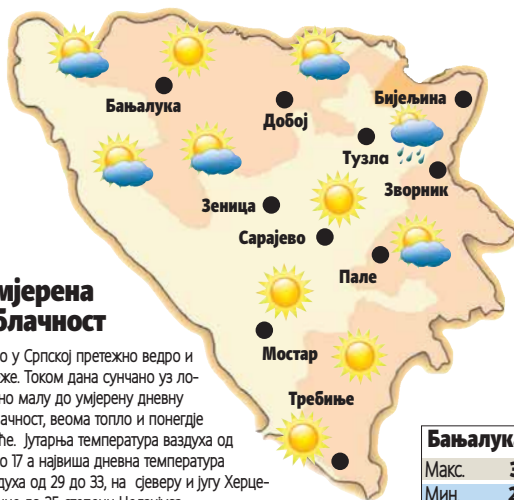 Бањалука
Добој
Бијељина
Тузла
Зворник
Зеница
Сарајево
Пале
Мостар
Требиње
мјерена
блачност
о у Српској претежно ведро и
же. Током дана сунчано уз ло-
но малу до умјерену дневну
ачност, веома топло и понегдје
ће. Јутарња температура ваздуха од
о 17 а највиша дневна температура
духа од 29 до 33, на сјеверу и југу Херце-
Бањалука
Макс.
Мин